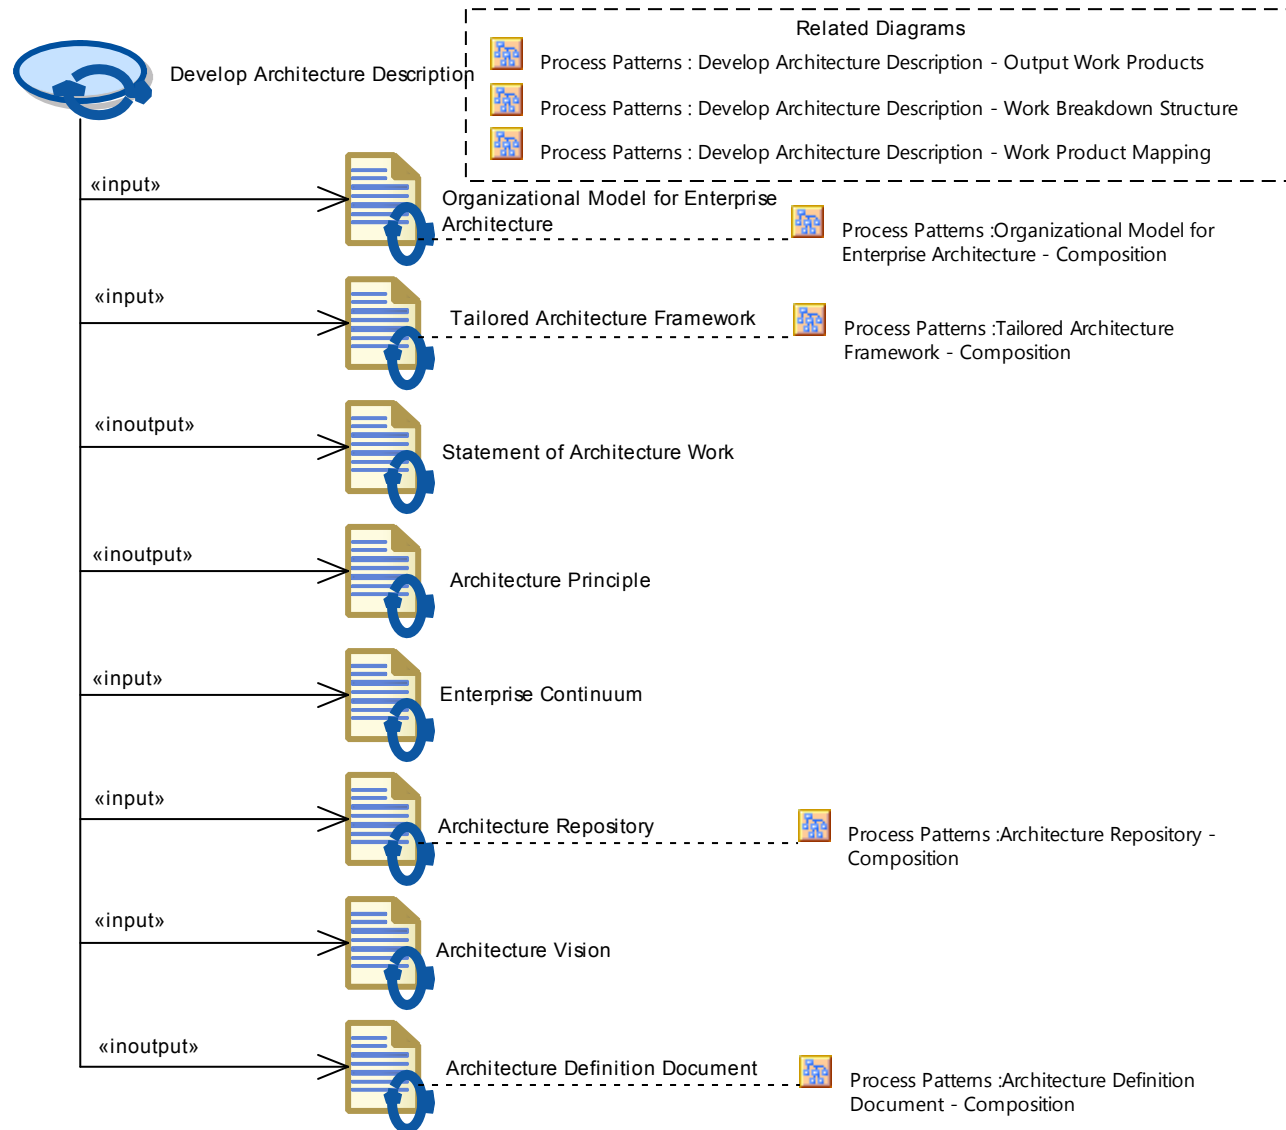 Related Diagrams
Develop Architecture Description
Process Patterns : Develop Architecture Description - Output Work Products
Process Patterns : Develop Architecture Description - Work Breakdown Structure
Process Patterns : Develop Architecture Description - Work Product Mapping
«input»
Organizational Model for Enterprise
Architecture
Process Patterns :Organizational Model for
Enterprise Architecture - Composition
«input»
Tailored Architecture Framework
Process Patterns :Tailored Architecture
Framework - Composition
«inoutput»
Statement of Architecture Work
«inoutput»
Architecture Principle
«input»
Enterprise Continuum
«input»
Architecture Repository
Process Patterns :Architecture Repository -
Composition
«input»
Architecture Vision
«inoutput»
Architecture Definition Document
Process Patterns :Architecture Definition
Document - Composition